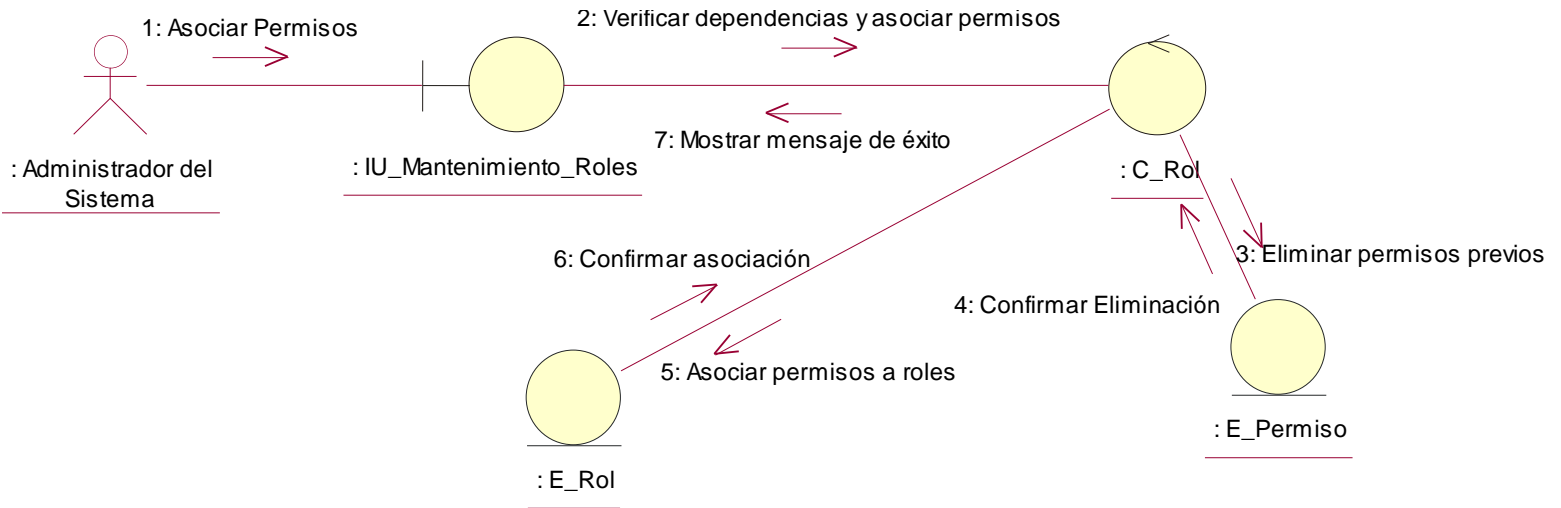 1: Asociar Permisos
2: Verificar dependencias y asociar permisos
7: Mostrar mensaje de éxito
: Administrador del
Sistema
: IU_Mantenimiento_Roles
: C_Rol
6: Confirmar asociación
3: Eliminar permisos previos
4: Confirmar Eliminación
5: Asociar permisos a roles
: E_Permiso
: E_Rol